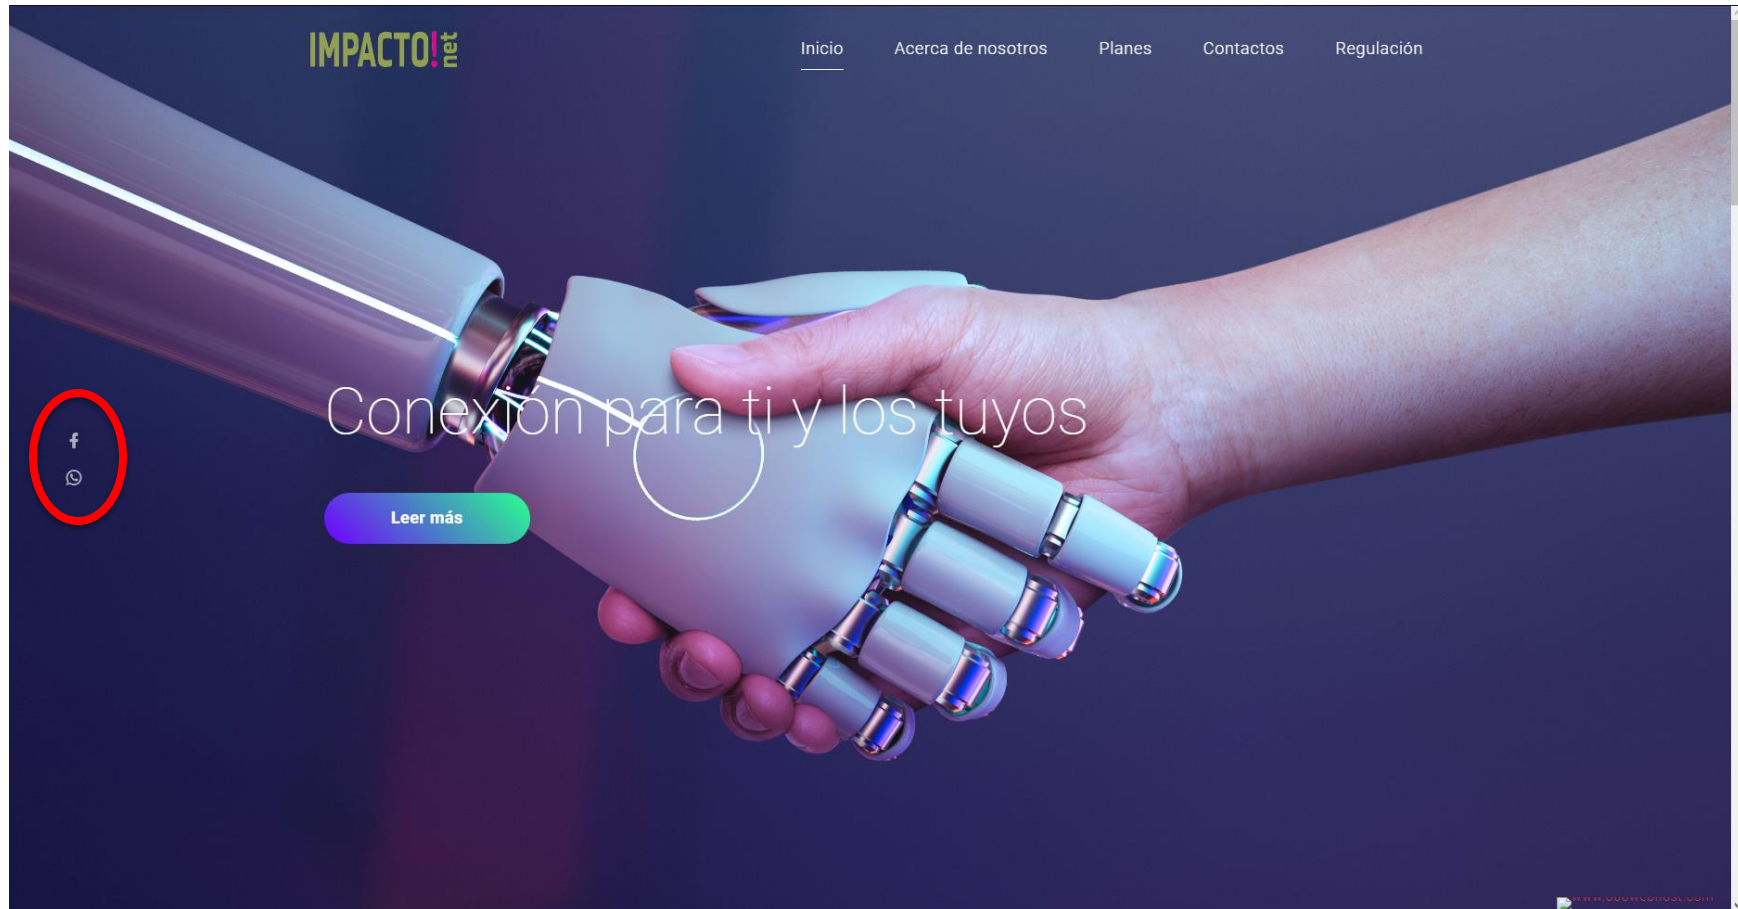 IMPACTO!net
Inicio Acerca de nosotros Planes Contactos Regulación
Conexión para ti y los tuyos
Leer más